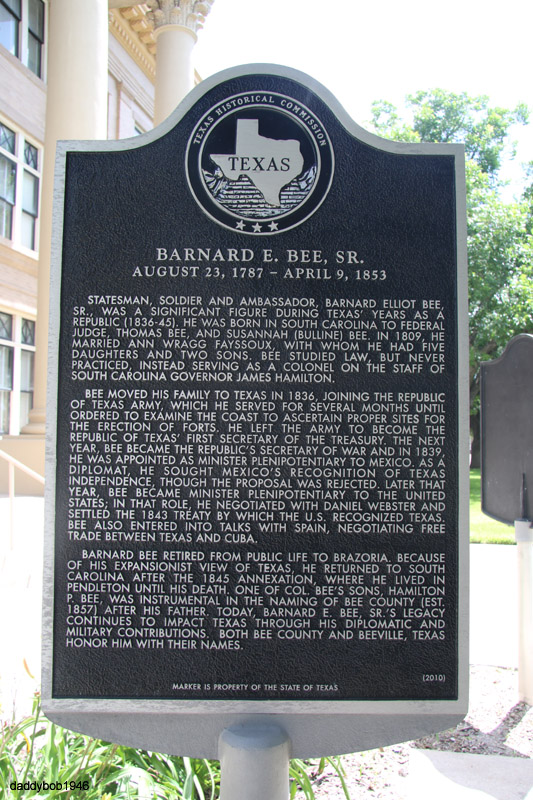 TEXAS HISTORICAL COMMISSION
TEXAS
BARNARD E. BEE, SR.
AUGUST 23, 1787 – APRIL 9, 1853
STATESMAN, SOLDIER AND AMBASSADOR, BARNARD ELLIOT BEE,
SR., WAS A SIGNIFICANT FIGURE DURING TEXAS' YEARS AS A
REPUBLIC (1836-45). HE WAS BORN IN SOUTH CAROLINA TO FEDERAL
JUDGE, THOMAS BEE, AND SUSANNAH (BULLINE) BEE. IN 1809, HE
MARRIED ANN WRAGG FAYSSOUX, WITH WHOM HE HAD FIVE
DAUGHTERS AND TWO SONS. BEE STUDIED LAW, BUT NEVER
PRACTICED, INSTEAD SERVING AS A COLONEL ON THE STAFF OF
SOUTH CAROLINA GOVERNOR JAMES HAMILTON.
BEE MOVED HIS FAMILY TO TEXAS IN 1836, JOINING THE REPUBLIC
OF TEXAS ARMY, WHICH HE SERVED FOR SEVERAL MONTHS UNTIL
ORDERED TO EXAMINE THE COAST TO ASCERTAIN PROPER SITES FOR
THE ERECTION OF FORTS. HE LEFT THE ARMY TO BECOME THE
REPUBLIC OF TEXAS' FIRST SECRETARY OF THE TREASURY. THE NEXT
YEAR, BEE BECAME THE REPUBLIC'S SECRETARY OF WAR AND IN 1839,
HE WAS APPOINTED AS MINISTER PLENIPOTENTIARY TO MEXICO. AS A
DIPLOMAT, HE SOUGHT MEXICO'S RECOGNITION OF TEXAS
INDEPENDENCE, THOUGH THE PROPOSAL WAS REJECTED. LATER THAT
YEAR, BEE BECAME MINISTER PLENIPOTENTIARY TO THE UNITED
STATES; IN THAT ROLE, HE NEGOTIATED WITH DANIEL WEBSTER AND
SETTLED THE 1843 TREATY BY WHICH THE U.S. RECOGNIZED TEXAS.
BEE ALSO ENTERED INTO TALKS WITH SPAIN, NEGOTIATING FREE
TRADE BETWEEN TEXAS AND CUBA.
BARNARD BEE RETIRED FROM PUBLIC LIFE TO BRAZORIA. BECAUSE
OF HIS EXPANSIONIST VIEW OF TEXAS, HE RETURNED TO SOUTH
CAROLINA AFTER THE 1845 ANNEXATION, WHERE HE LIVED IN
PENDLETON UNTIL HIS DEATH. ONE OF COL. BEE'S SONS, HAMILTON
P. BEE, WAS INSTRUMENTAL IN THE NAMING OF BEE COUNTY (EST.
1857) AFTER HIS FATHER. TODAY, BARNARD E. BEE, SR.'S LEGACY
CONTINUES TO IMPACT TEXAS THROUGH HIS DIPLOMATIC AND
MILITARY CONTRIBUTIONS. BOTH BEE COUNTY AND BEEVILLE, TEXAS
HONOR HIM WITH THEIR NAMES.
(2010)
MARKER IS PROPERTY OF THE STATE OF TEXAS
daddybob1946